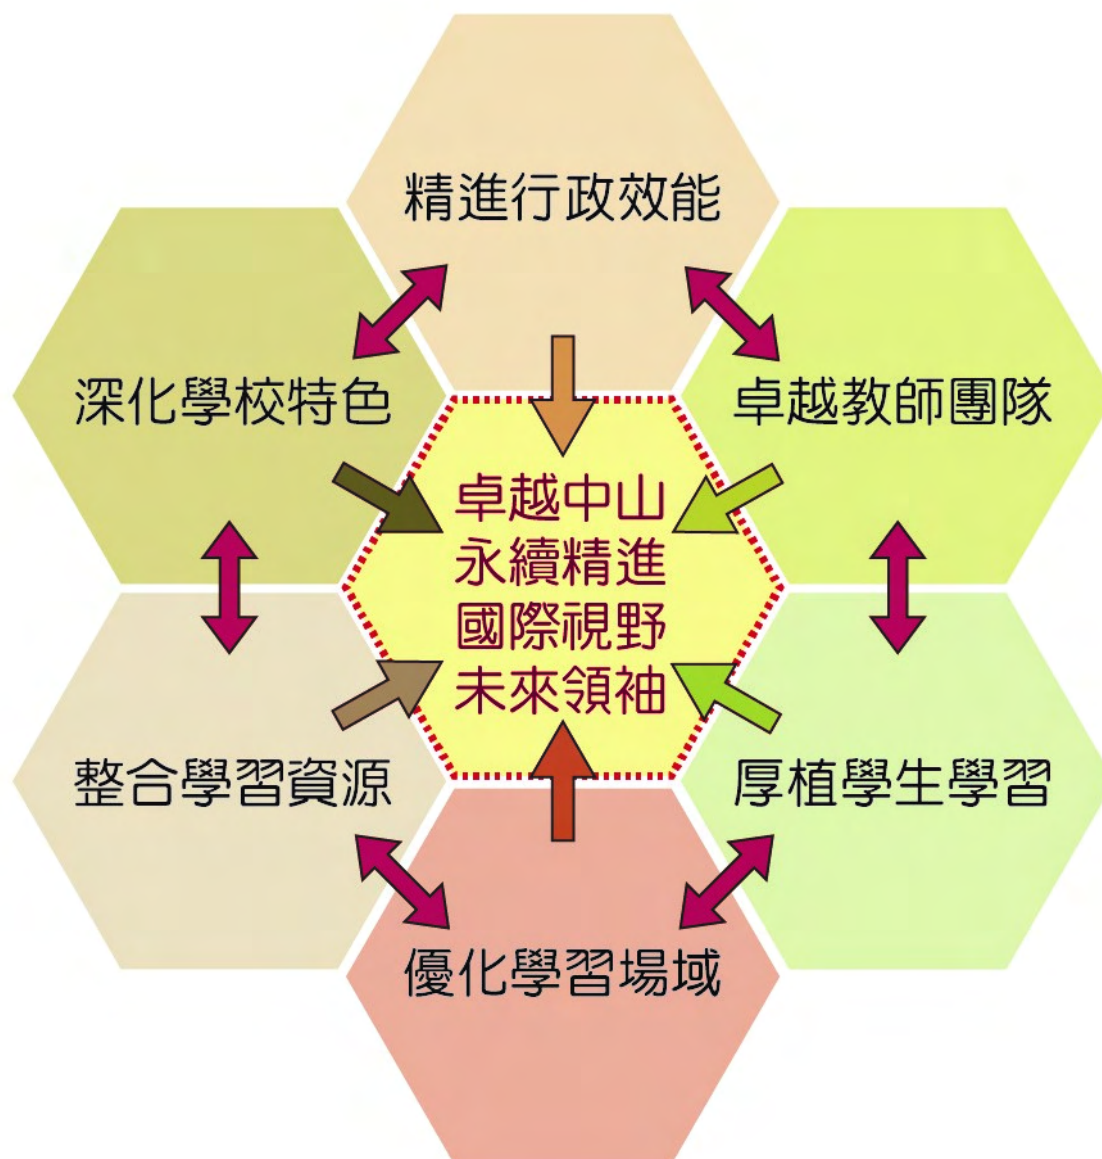 精進行政效能
深化學校特色
卓越教師團隊
卓越中山
永續精進
國際視野
未來領袖
整合學習資源
厚植學生學習
優化學習場域